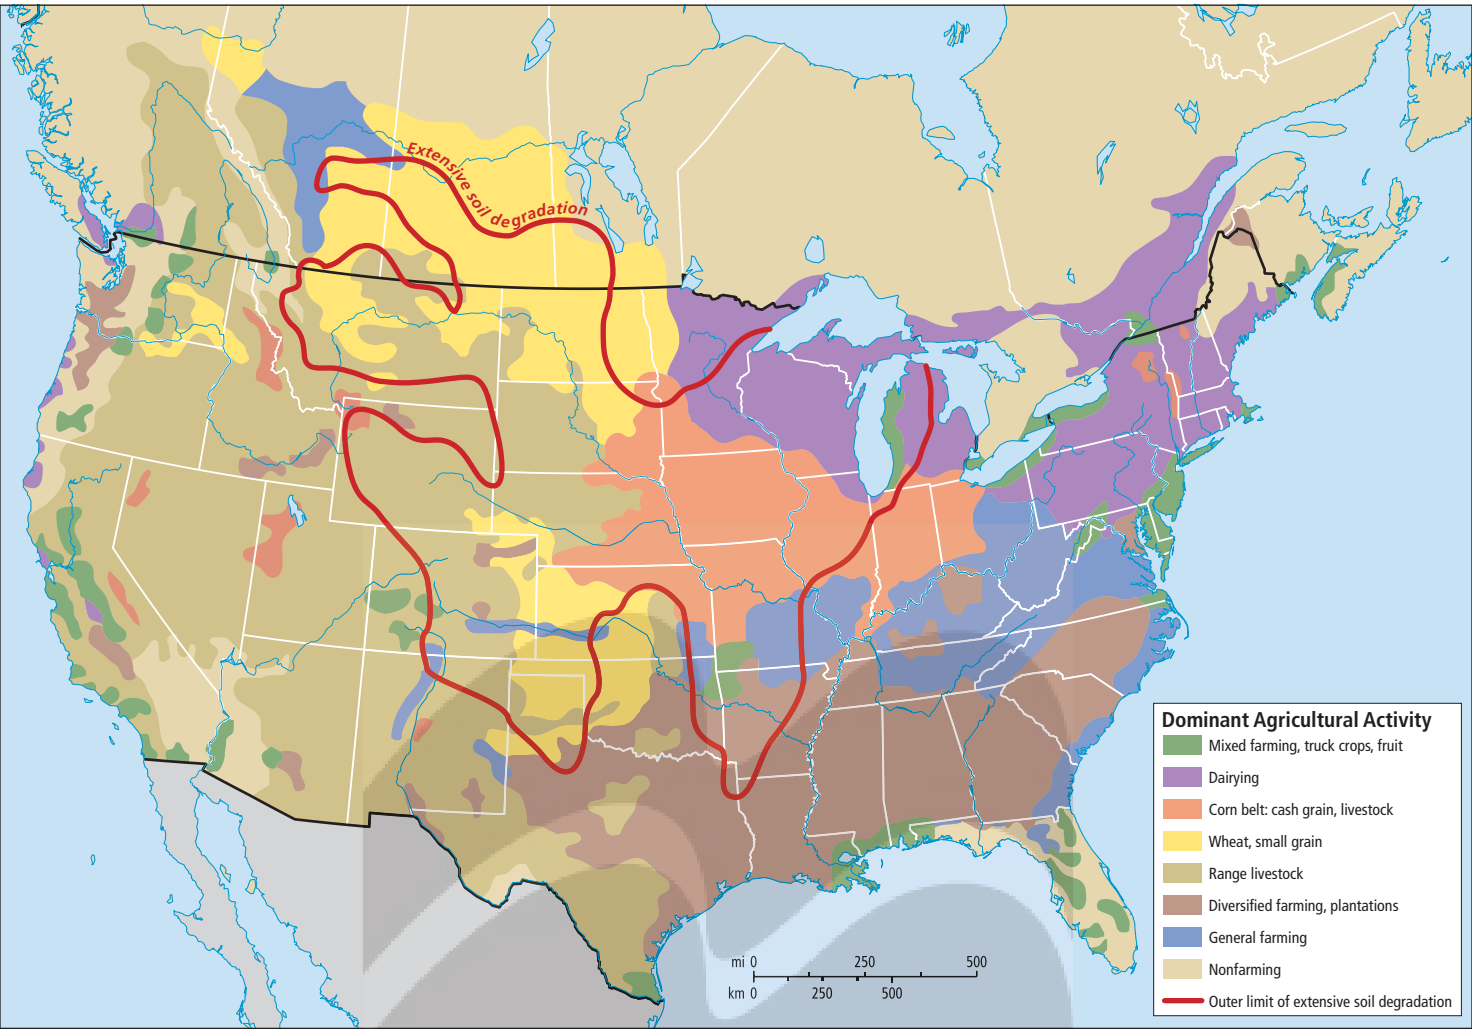 Extensive
soil degradation
Dominant Agricultural Activity
Mixed farming, truck crops, fruit
Dairying
Corn belt: cash grain, livestock
Wheat, small grain
Range livestock
Diversified farming, plantations
General farming
Nonfarming
Outer limit of extensive soil degradation
mi 0 250 500
km 0 250 500